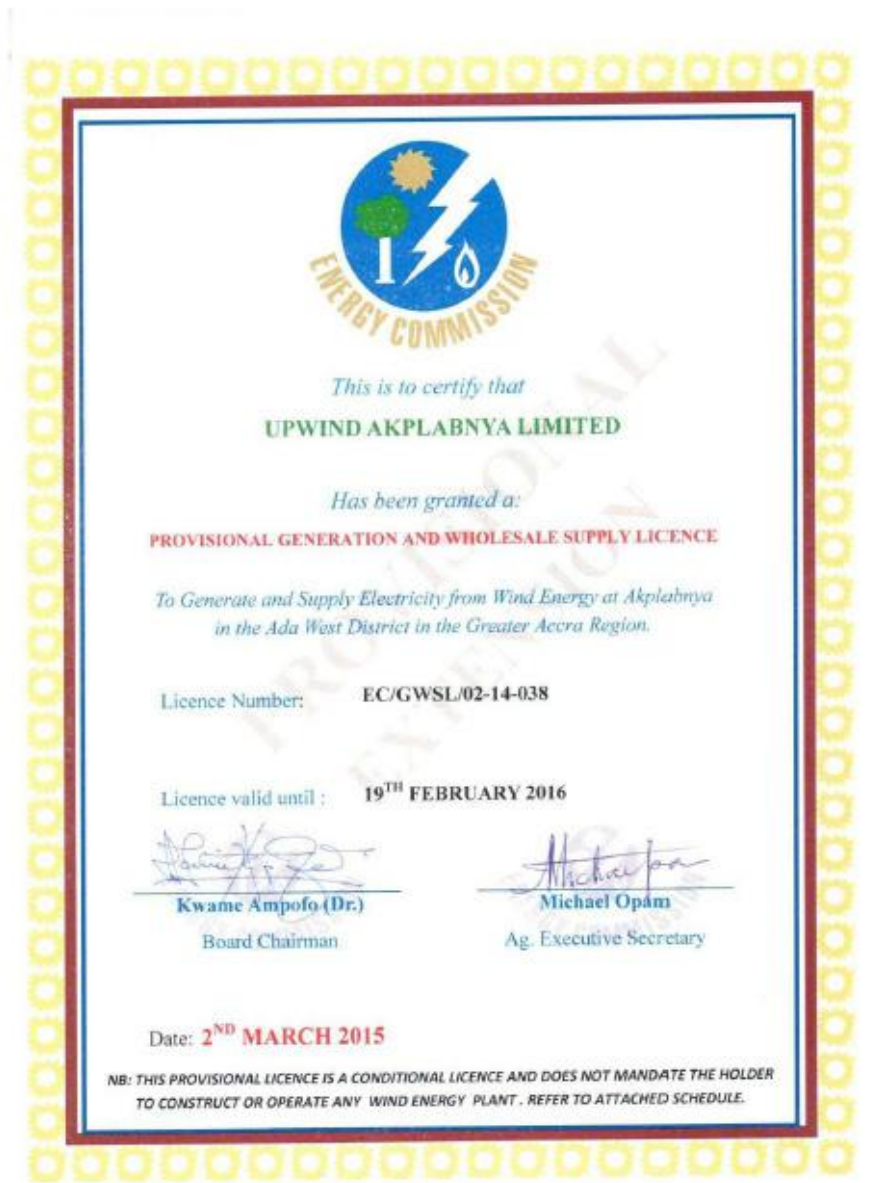 ENERGY COMMISSION
This is to certify that
UPWIND AKPLABNYA LIMITED
Has been granted a:
PROVISIONAL GENERATION AND WHOLESALE SUPPLY LICENCE
To Generate and Supply Electricity from Wind Energy at Akplabnya
in the Ada West District in the Greater Accra Region.
PROVISIONAL
EXTENSION
Licence Number: EC/GWSL/02-14-038
Licence valid until : 19TH FEBRUARY 2016
Kwame Ampofo (Dr.) Michael Opam
Board Chairman Ag. Executive Secretary
Date: 2ND MARCH 2015
NB: THIS PROVISIONAL LICENCE IS A CONDITIONAL LICENCE AND DOES NOT MANDATE THE HOLDER
TO CONSTRUCT OR OPERATE ANY WIND ENERGY PLANT . REFER TO ATTACHED SCHEDULE.